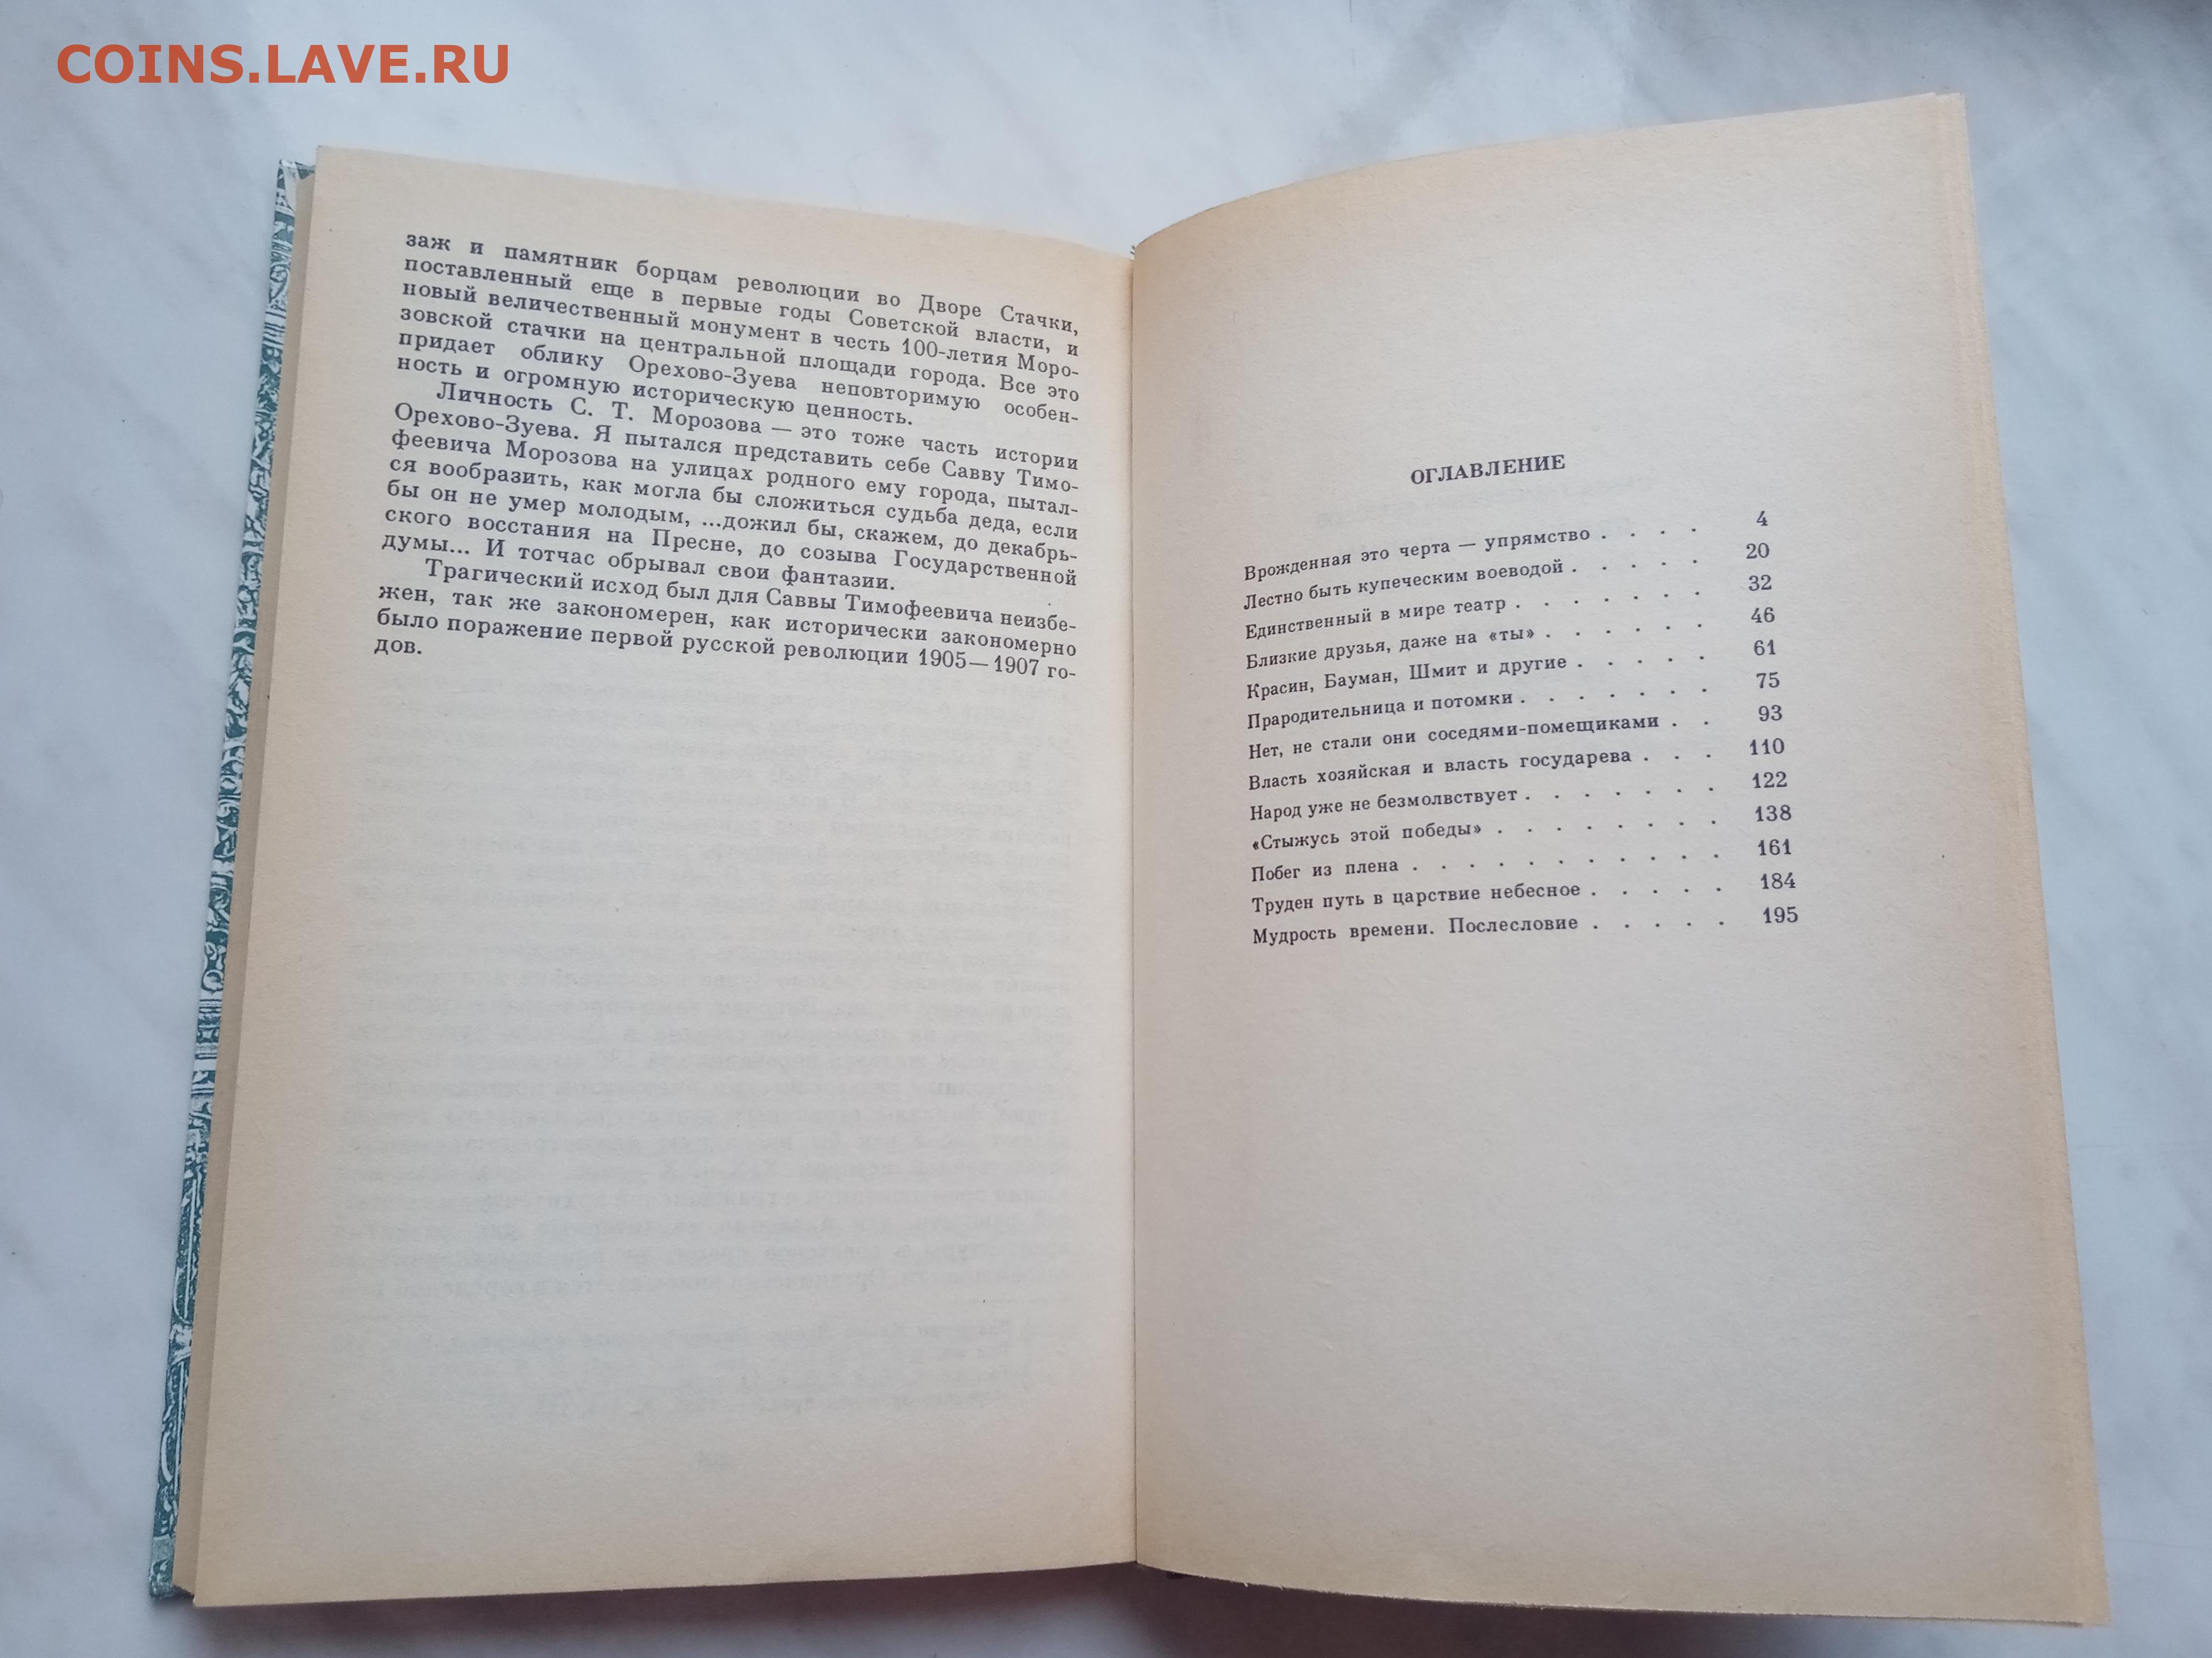 COINS.LAVE.RU
заж и памятник борцам революции во Дворе Стачки,
поставленный еще в первые годы Советской власти, и
новый величественный монумент в честь 100-летия Моро-
зовской стачки на центральной площади города. Все это
придает облику Орехово-Зуева неповторимую особен-
ность и огромную историческую ценность.
Личность С. Т. Морозова — это тоже часть истории
Орехово-Зуева. Я пытался представить себе Савву Тимо-
феевича Морозова на улицах родного ему города, пытал-
ся вообразить, как могла бы сложиться судьба деда, если
бы он не умер молодым, ...дожил бы, скажем, до декабрь-
ского восстания на Пресне, до созыва Государственной
думы... И тотчас обрывал свои фантазии.
Трагический исход был для Саввы Тимофеевича неизбе-
жен, так же закономерен, как исторически закономерно
было поражение первой русской революции 1905—1907 го-
дов.
ОГЛАВЛЕНИЕ
Врожденная это черта — упрямство . . . . 4
Лестно быть купеческим воеводой . . . . . 20
Единственный в мире театр . . . . . . . 32
Близкие друзья, даже на «ты» . . . . . . 46
Красин, Бауман, Шмит и другие . . . . . 61
Прародительница и потомки . . . . . . . 75
Нет, не стали они соседями-помещиками . . 93
Власть хозяйская и власть государева . . . 110
Народ уже не безмолвствует . . . . . . . 122
«Стыжусь этой победы» . . . . . . . . 138
Побег из плена . . . . . . . . . . . 161
Труден путь в царствие небесное . . . . . 184
Мудрость времени. Послесловие . . . . . 195